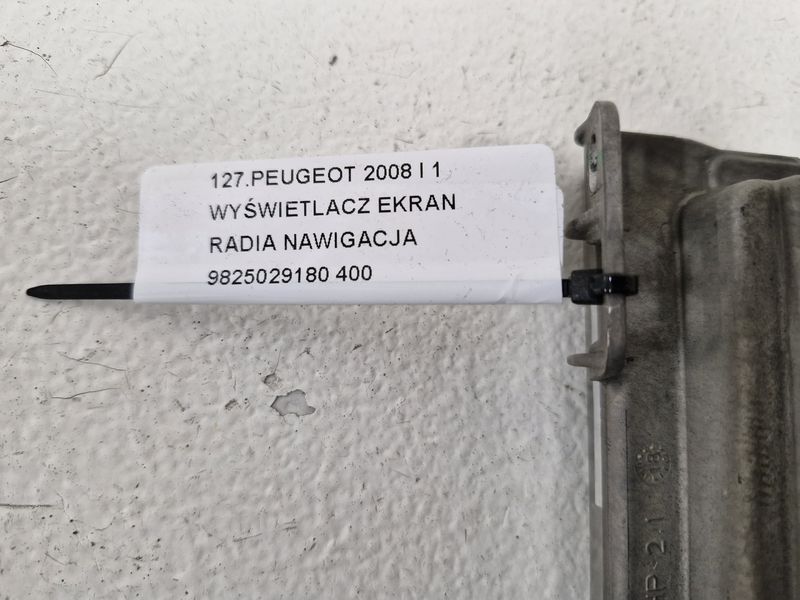 127.PEUGEOT 2008 I 1
WYŚWIETLACZ EKRAN
RADIA NAWIGACJA
9825029180 400